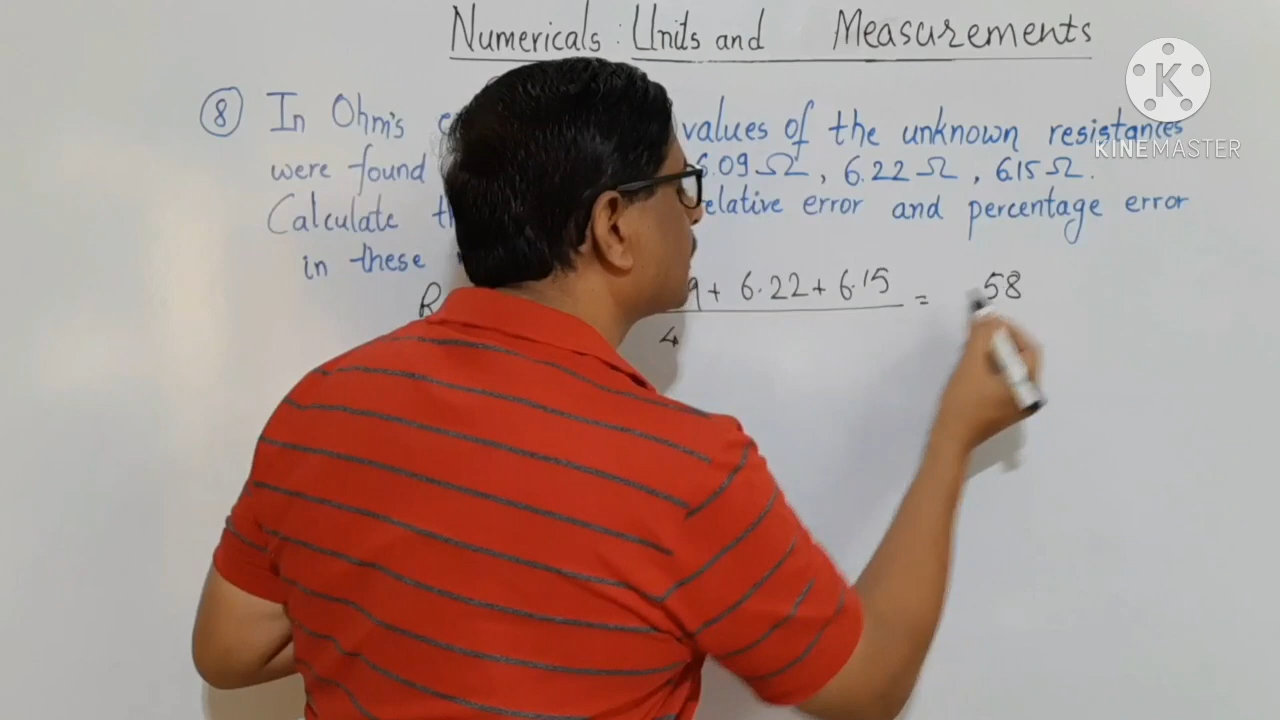 Numericals : Units and Measurements
K
KINEMASTER
8 In Ohm's values of the unknown resistances
were found 6.09 Ω, 6.22 Ω, 6.15 Ω.
Calculate relative error and percentage error
in these
R 9 + 6.22 + 6.15 = 58
4